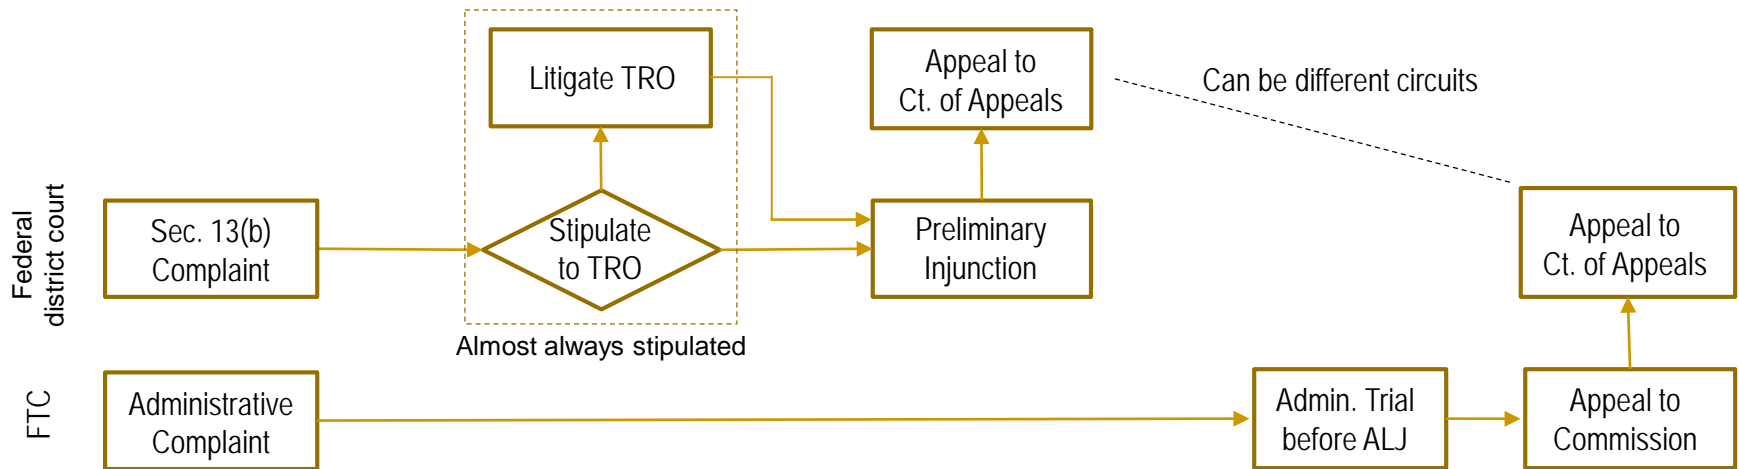 Litigate TRO
Appeal to
Ct. of Appeals
Can be different circuits
Federal
district court
Sec. 13(b)
Complaint
Stipulate
to TRO
Preliminary
Injunction
Appeal to
Ct. of Appeals
Almost always stipulated
FTC
Administrative
Complaint
Admin. Trial
before ALJ
Appeal to
Commission